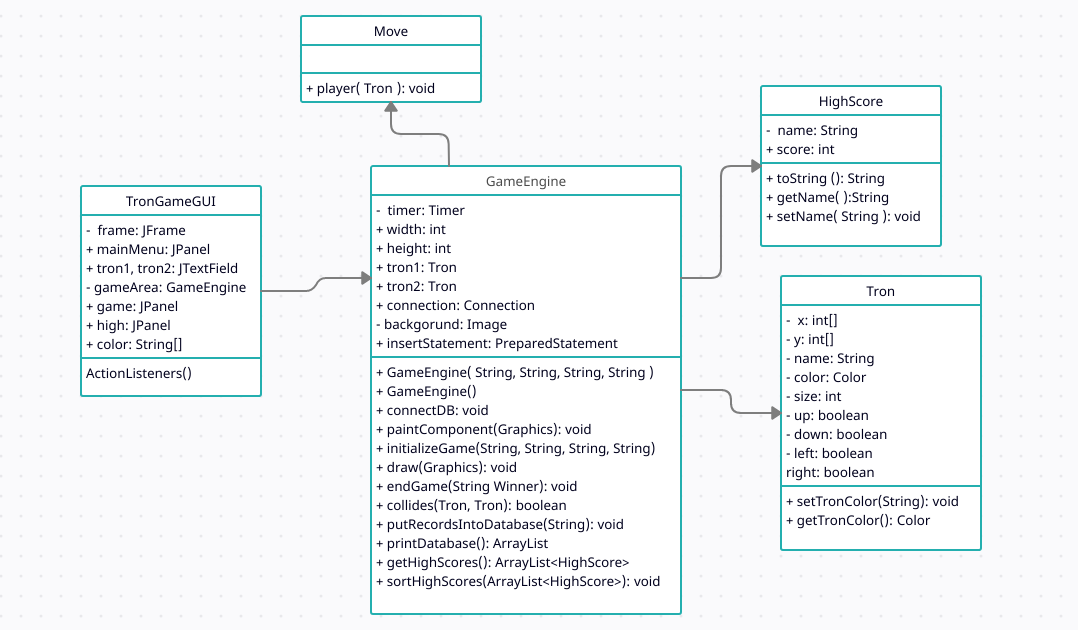 Move
+ player( Tron ): void
HighScore
-  name: String
+ score: int
+ toString (): String
+ getName( ):String
+ setName( String ): void
TronGameGUI
-  frame: JFrame
+ mainMenu: JPanel
+ tron1, tron2: JTextField
- gameArea: GameEngine
+ game: JPanel
+ high: JPanel
+ color: String[]
ActionListeners()
GameEngine
-  timer: Timer
+ width: int
+ height: int
+ tron1: Tron
+ tron2: Tron
+ connection: Connection
- backgorund: Image
+ insertStatement: PreparedStatement
+ GameEngine( String, String, String, String )
+ GameEngine()
+ connectDB: void
+ paintComponent(Graphics): void
+ initializeGame(String, String, String, String)
+ draw(Graphics): void
+ endGame(String Winner): void
+ collides(Tron, Tron): boolean
+ putRecordsIntoDatabase(String): void
+ printDatabase(): ArrayList
+ getHighScores(): ArrayList<HighScore>
+ sortHighScores(ArrayList<HighScore>): void
Tron
-  x: int[]
- y: int[]
- name: String
- color: Color
- size: int
- up: boolean
- down: boolean
- left: boolean
right: boolean
+ setTronColor(String): void
+ getTronColor(): Color